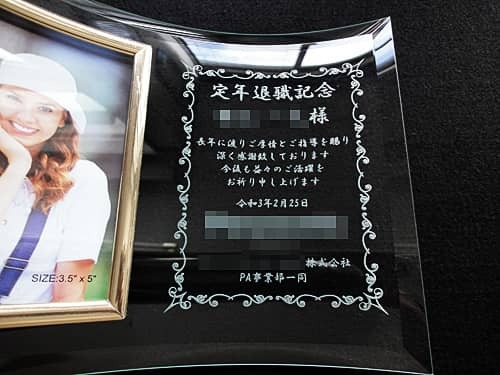 定年退職記念
様
長年に渡りご厚情とご指導を賜り
深く感謝致しております
今後も益々のご活躍を
お祈り申し上げます
令和3年2月25日
株式会社
PA事業部一同
SIZE:3.5" x 5"